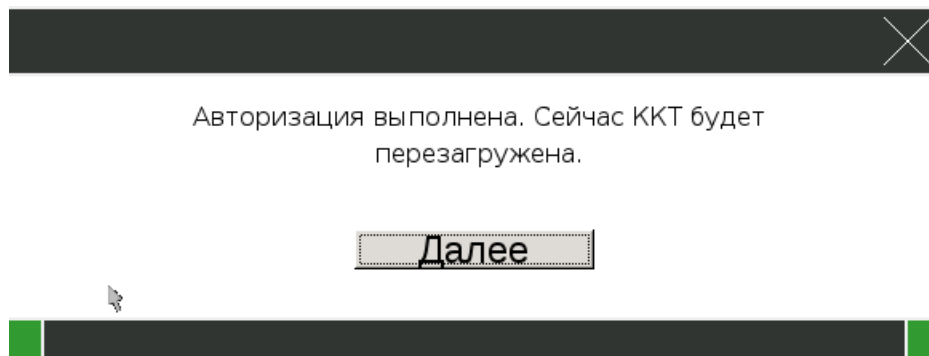 Авторизация выполнена. Сейчас ККТ будет
перезагружена.
Далее